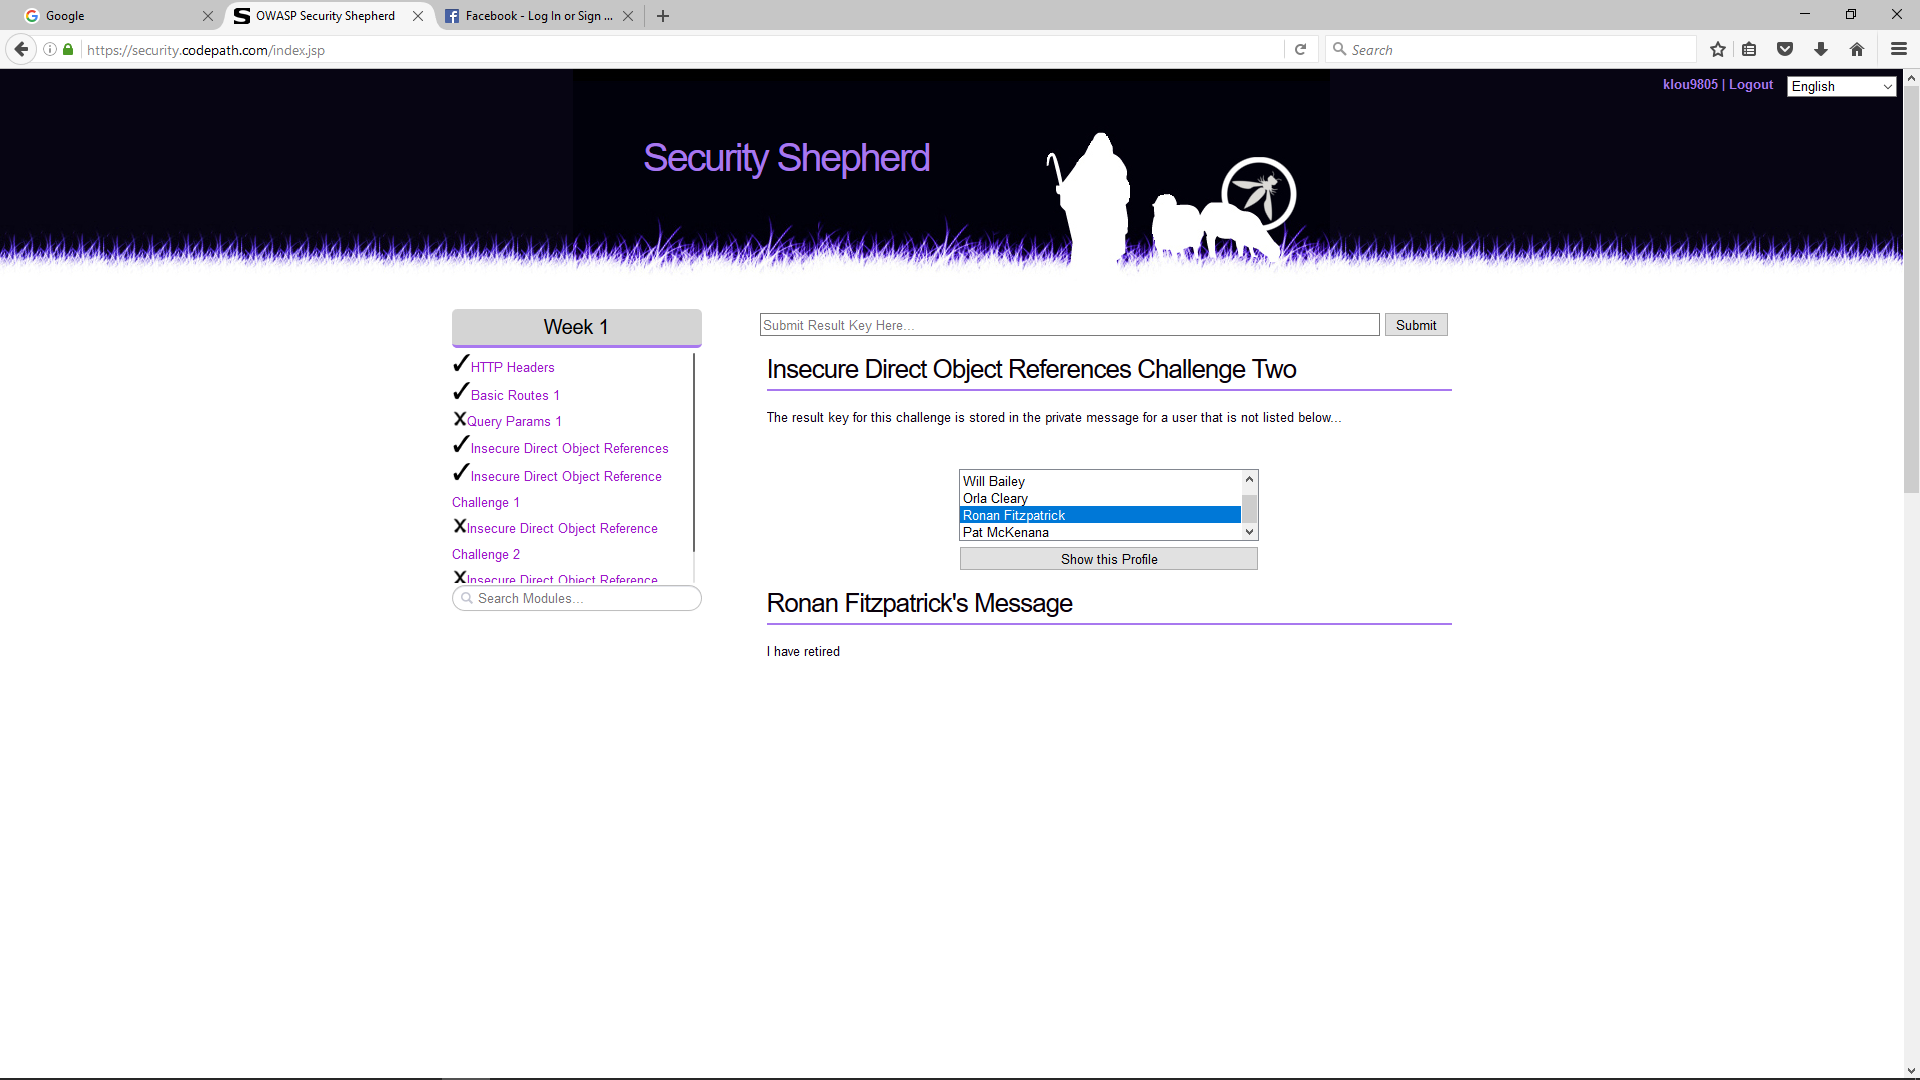 Google
OWASP Security Shepherd
Facebook - Log In or Sign ...
https://security.codepath.com/index.jsp
Search
klou9805 | Logout
English
Security Shepherd
Week 1
Submit Result Key Here...
Submit
HTTP Headers
Basic Routes 1
Query Params 1
Insecure Direct Object References
Insecure Direct Object Reference
Challenge 1
Insecure Direct Object Reference
Challenge 2
Insecure Direct Object Reference
Search Modules...
Insecure Direct Object References Challenge Two
The result key for this challenge is stored in the private message for a user that is not listed below...
Will Bailey
Orla Cleary
Ronan Fitzpatrick
Pat McKenana
Show this Profile
Ronan Fitzpatrick's Message
I have retired